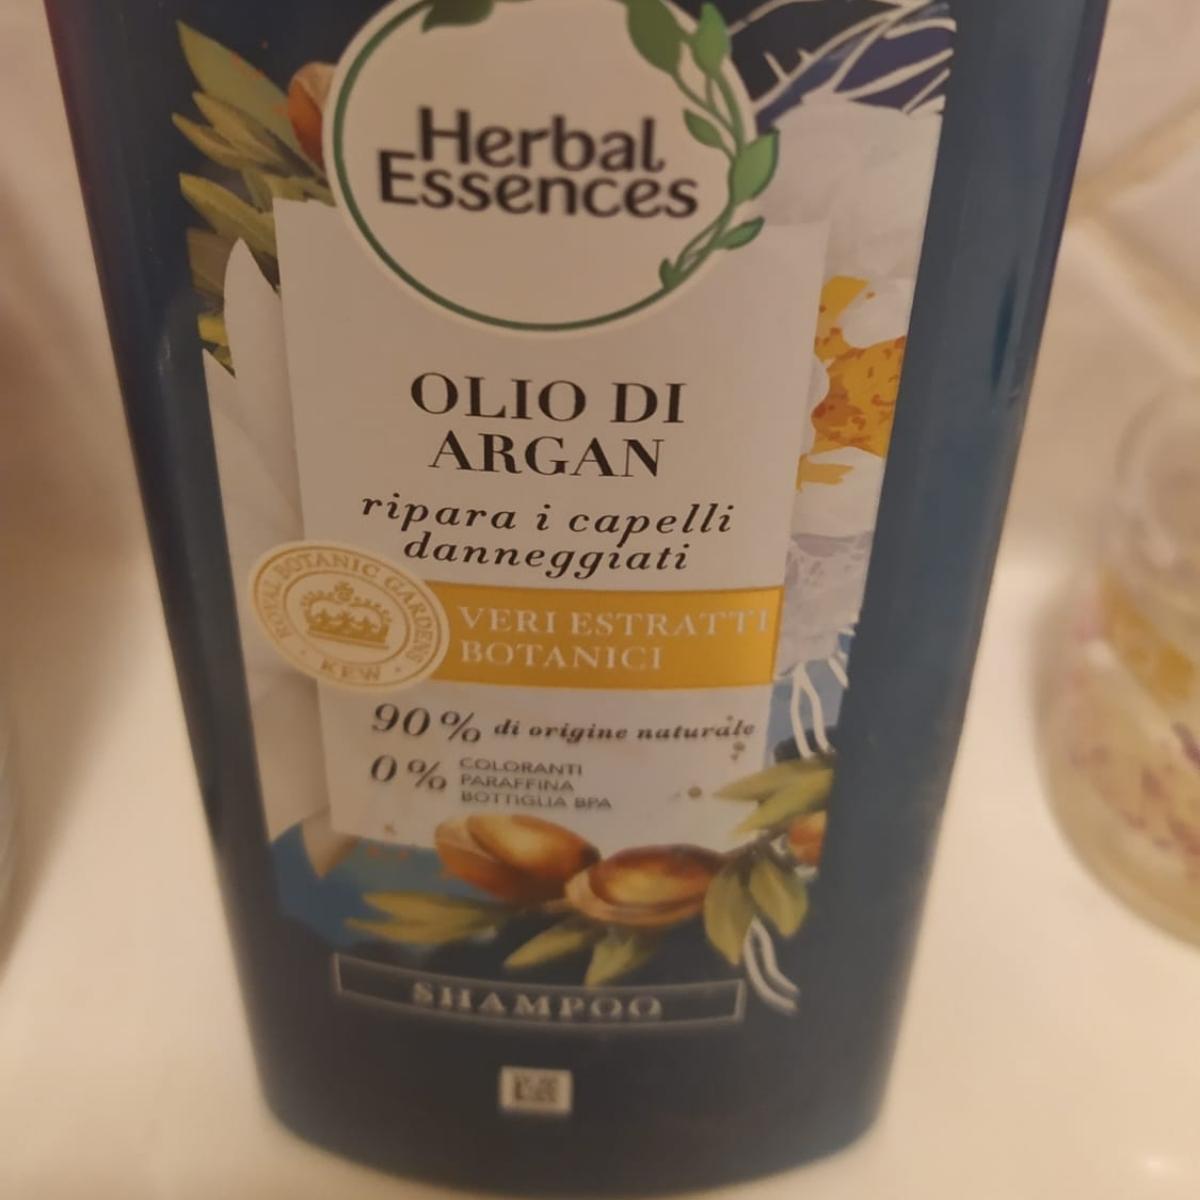 Herbal
Essences
OLIO DI
ARGAN
ripara i capelli
danneggiati
ROYAL BOTANIC GARDENS
KEW
VERI ESTRATTI
BOTANICI
90% di origine naturale
0% COLORANTI
PARAFFINA
BOTTIGLIA BPA
SHAMPOO